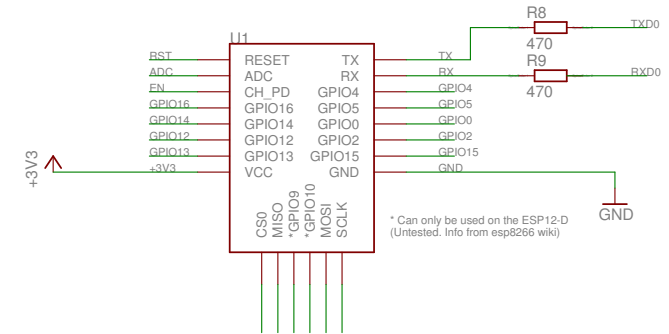 R8
TXD0
470
U1
R9
RXD0
470
RST
RESET
TX
TX
ADC
ADC
RX
RX
EN
CH_PD
GPIO4
GPIO4
GPIO16
GPIO16
GPIO5
GPIO5
GPIO14
GPIO14
GPIO0
GPIO0
GPIO12
GPIO12
GPIO2
GPIO2
GPIO13
GPIO13
GPIO15
GPIO15
+3V3
+3V3
VCC
GND
GND
GND
CS0
MISO
*GPIO9
*GPIO10
MOSI
SCLK
* Can only be used on the ESP12-D
(Untested. Info from esp8266 wiki)